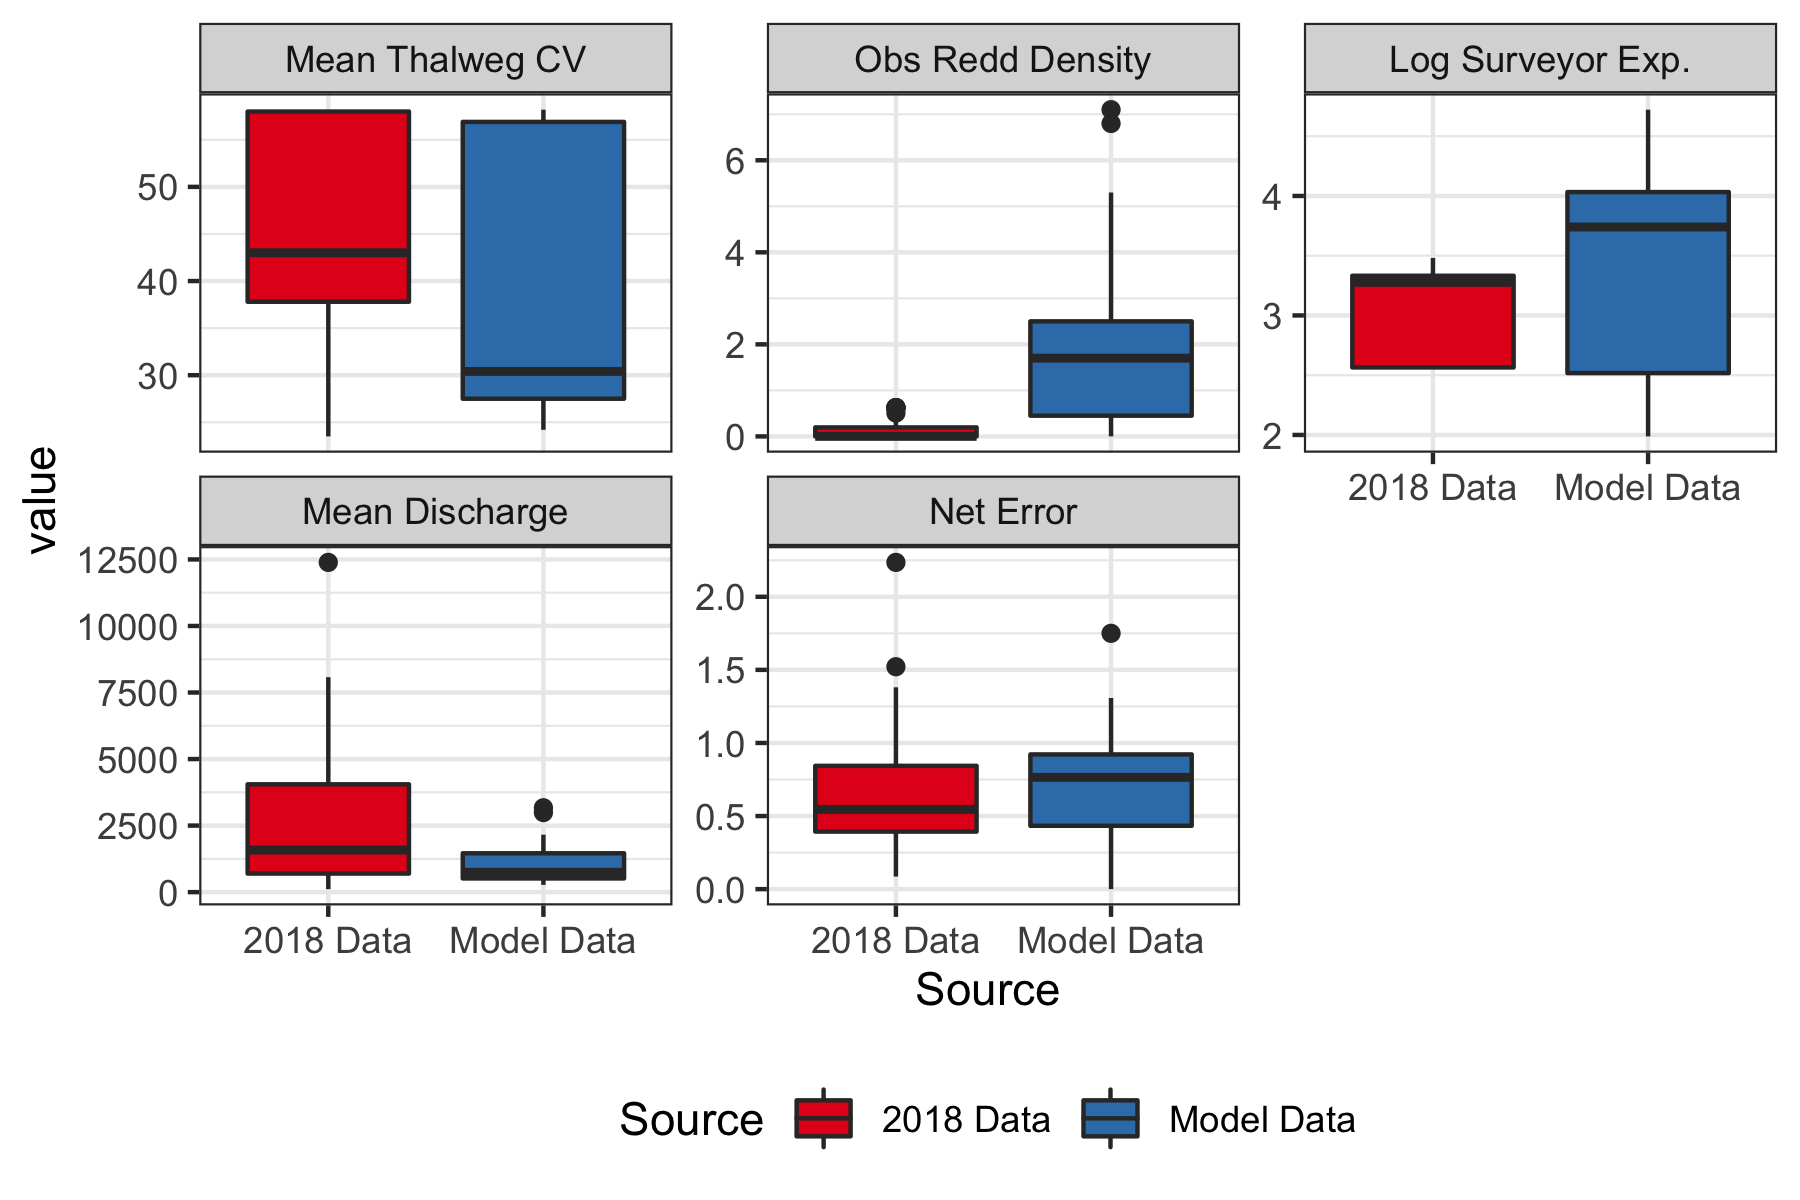 Mean Thalweg CV
Obs Redd Density
Log Surveyor Exp.
50
40
30
6
4
2
0
4
3
2
2018 Data Model Data
value
Mean Discharge
Net Error
12500
10000
7500
5000
2500
0
2.0
1.5
1.0
0.5
0.0
2018 Data Model Data
2018 Data Model Data
Source
Source 2018 Data Model Data